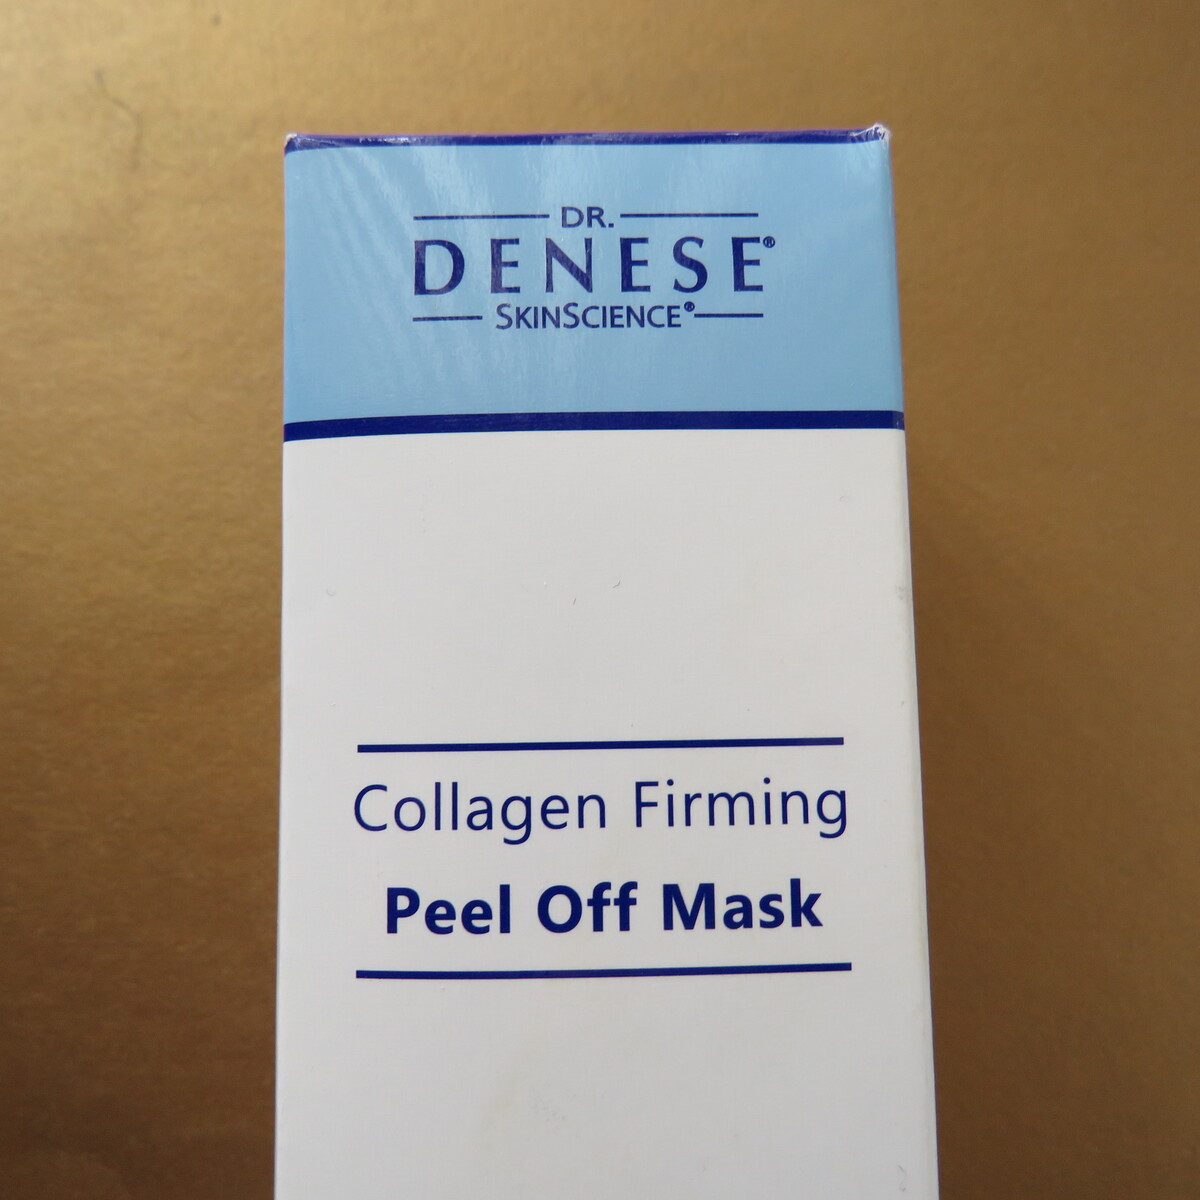 DR.
DENESE®
SKINSCIENCE®
Collagen Firming
Peel Off Mask